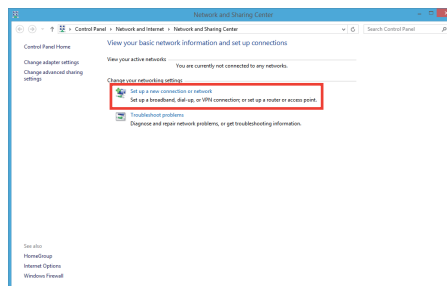 Network and Sharing Center
Control Panel › Network and Internet › Network and Sharing Center
Search Control Panel
Control Panel Home
Change adapter settings
Change advanced sharing
settings
View your basic network information and set up connections
View your active networks
You are currently not connected to any networks.
Change your networking settings
Set up a new connection or network
Set up a broadband, dial-up, or VPN connection; or set up a router or access point.
Troubleshoot problems
Diagnose and repair network problems, or get troubleshooting information.
See also
HomeGroup
Internet Options
Windows Firewall